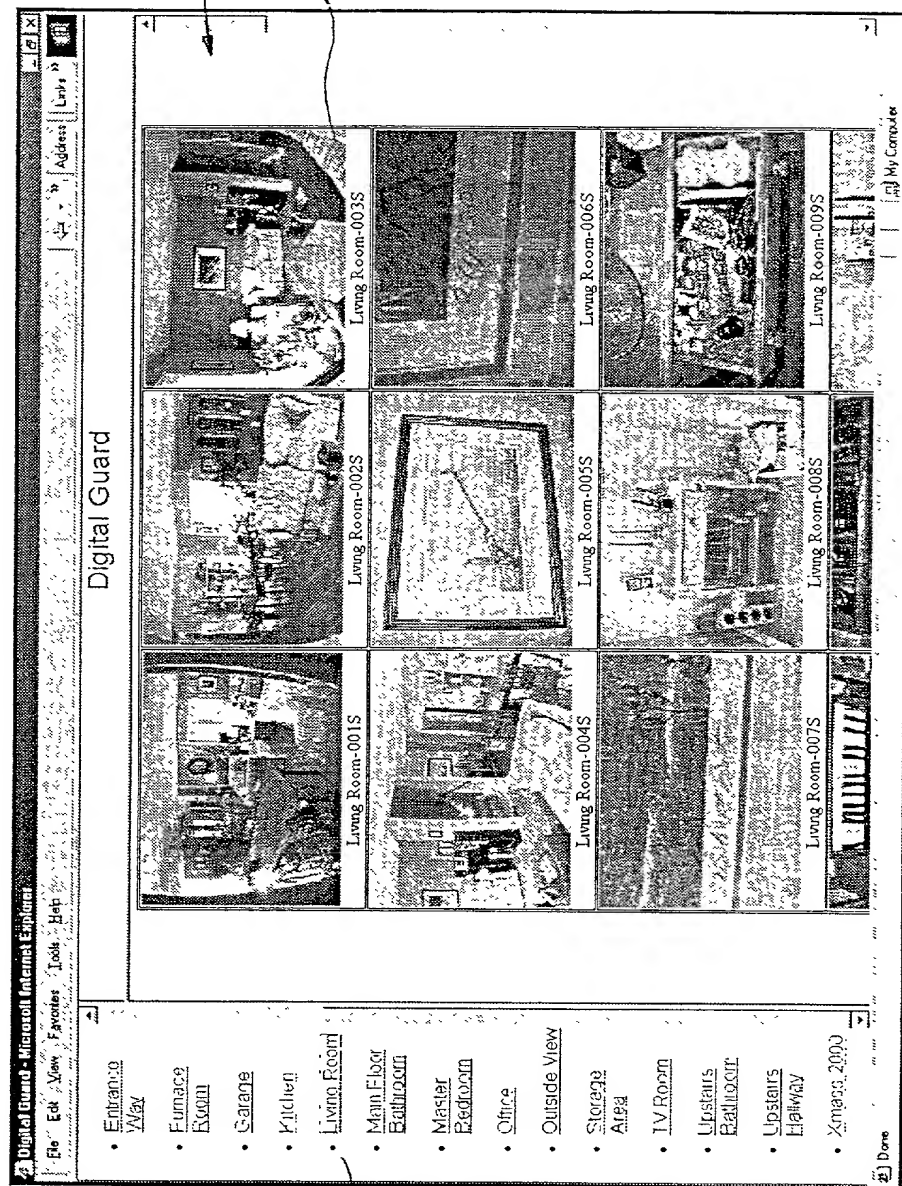 Digital Guard - Microsoft Internet Explorer
File Edit View Favorites Tools Help
Address Links »
Digital Guard
• Entrance
Way
• Furnace
Room
• Garage
• Kitchen
• Living Room
• Main Floor
Bathroom
• Master
Bedroom
• Office
• Outside View
• Storage
Area
• TV Room
• Upstairs
Bathroom
• Upstairs
Hallway
• Xmass 2000
Living Room-001S
Living Room-002S
Living Room-003S
Living Room-004S
Living Room-005S
Living Room-006S
Living Room-007S
Living Room-008S
Living Room-009S
Done
My Computer